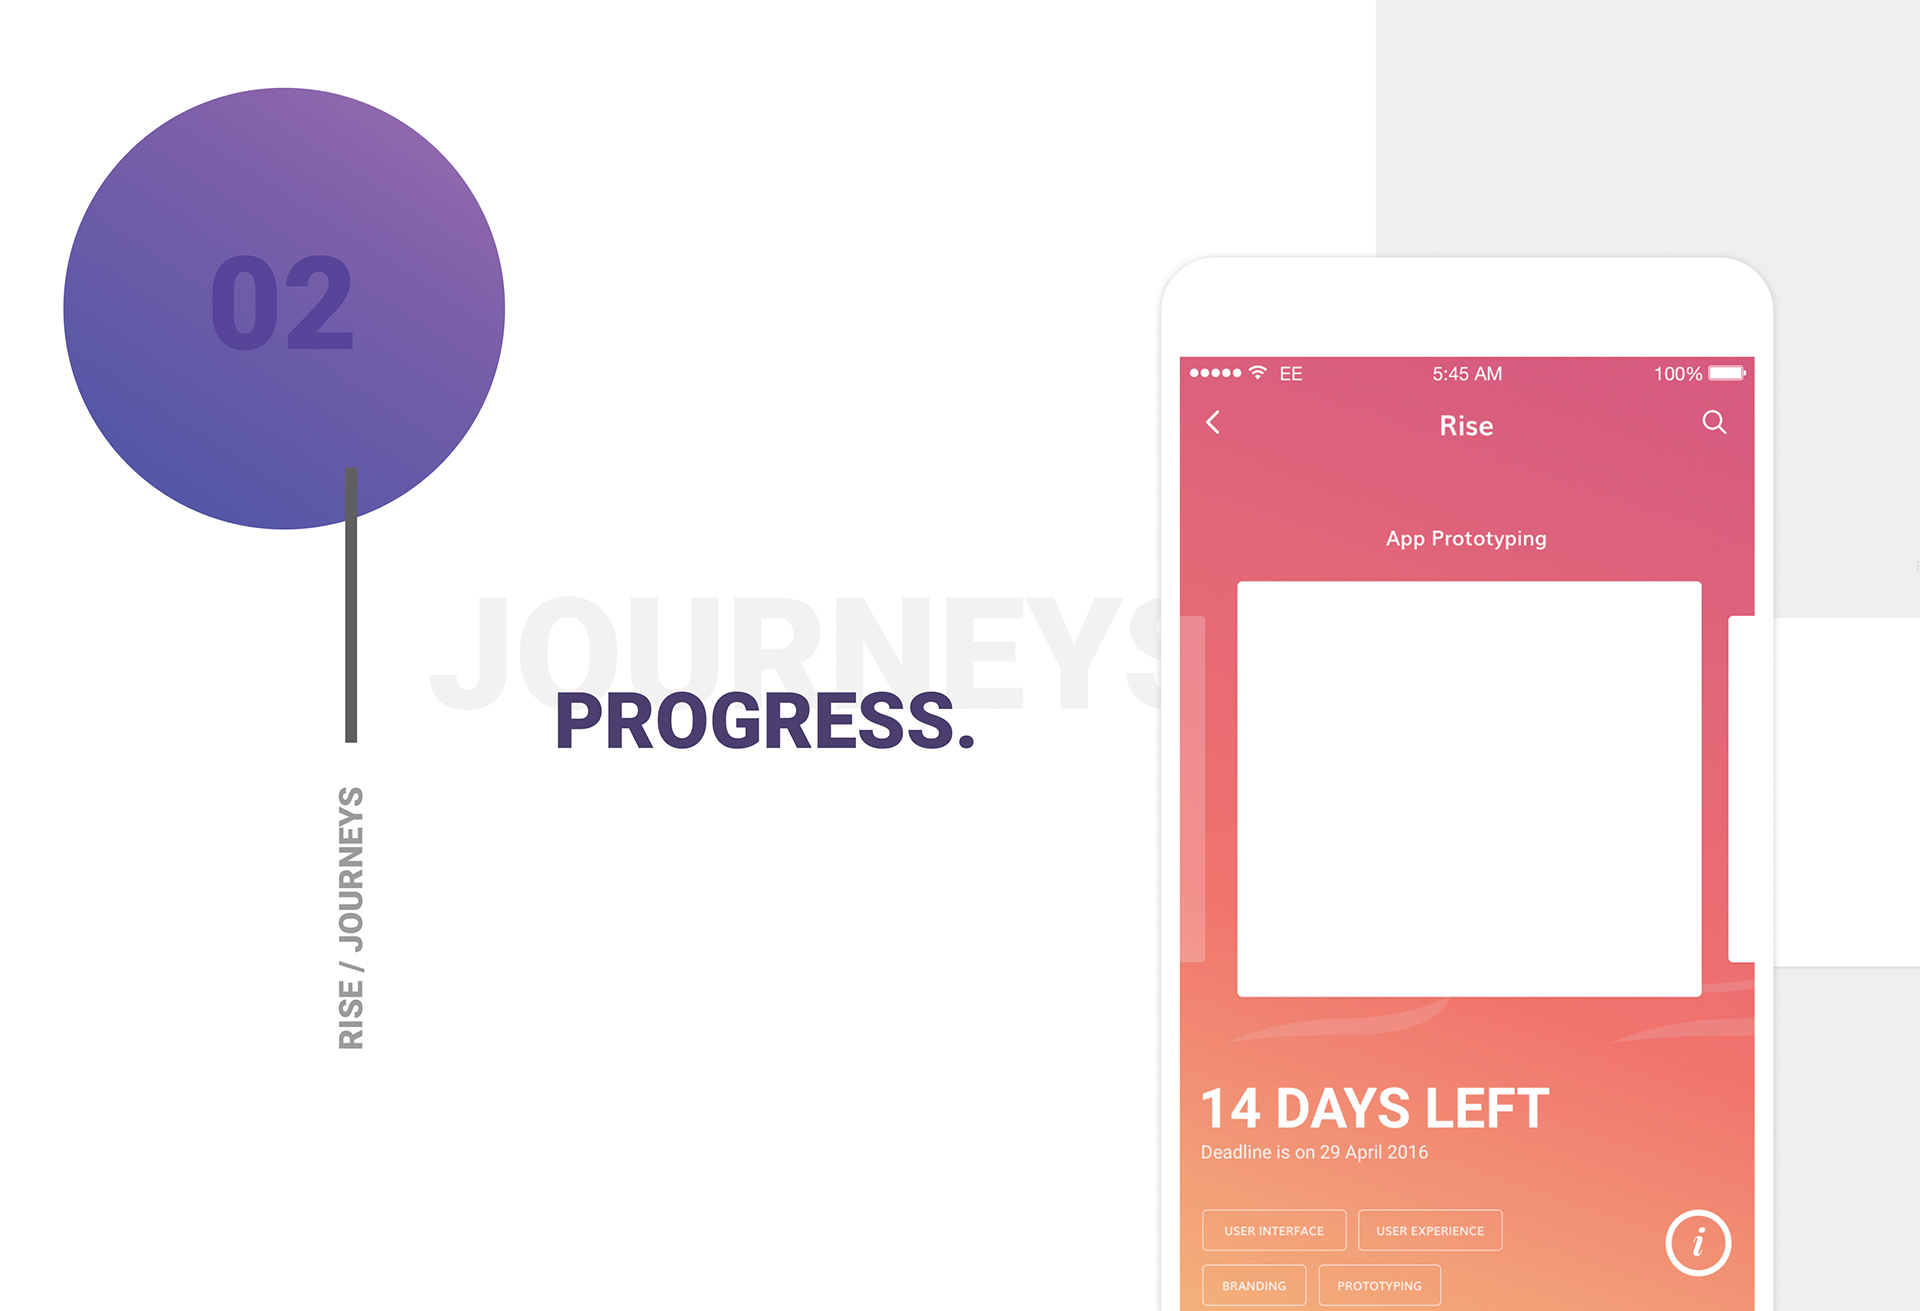 02
JOURNEYS
PROGRESS.
RISE / JOURNEYS
EE 5:45 AM 100%
Rise
App Prototyping
14 DAYS LEFT
Deadline is on 29 April 2016
USER INTERFACE USER EXPERIENCE
BRANDING PROTOTYPING
i